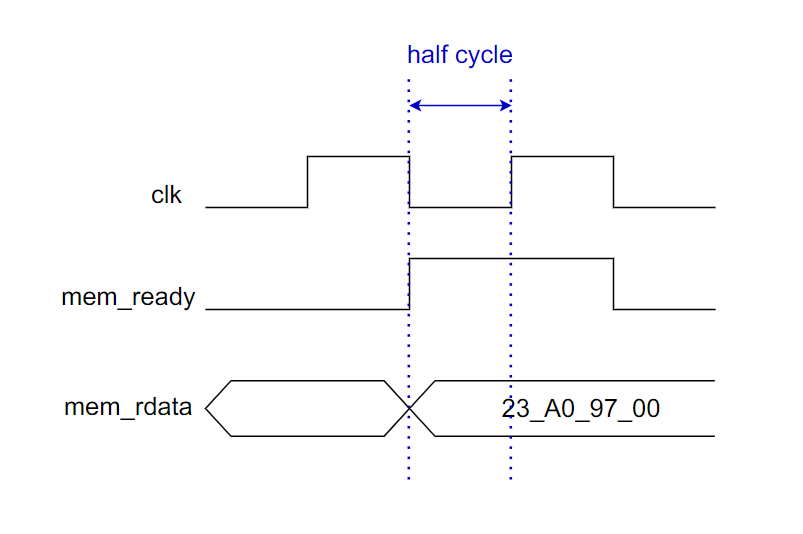 half cycle
clk
mem_ready
mem_rdata
23_A0_97_00